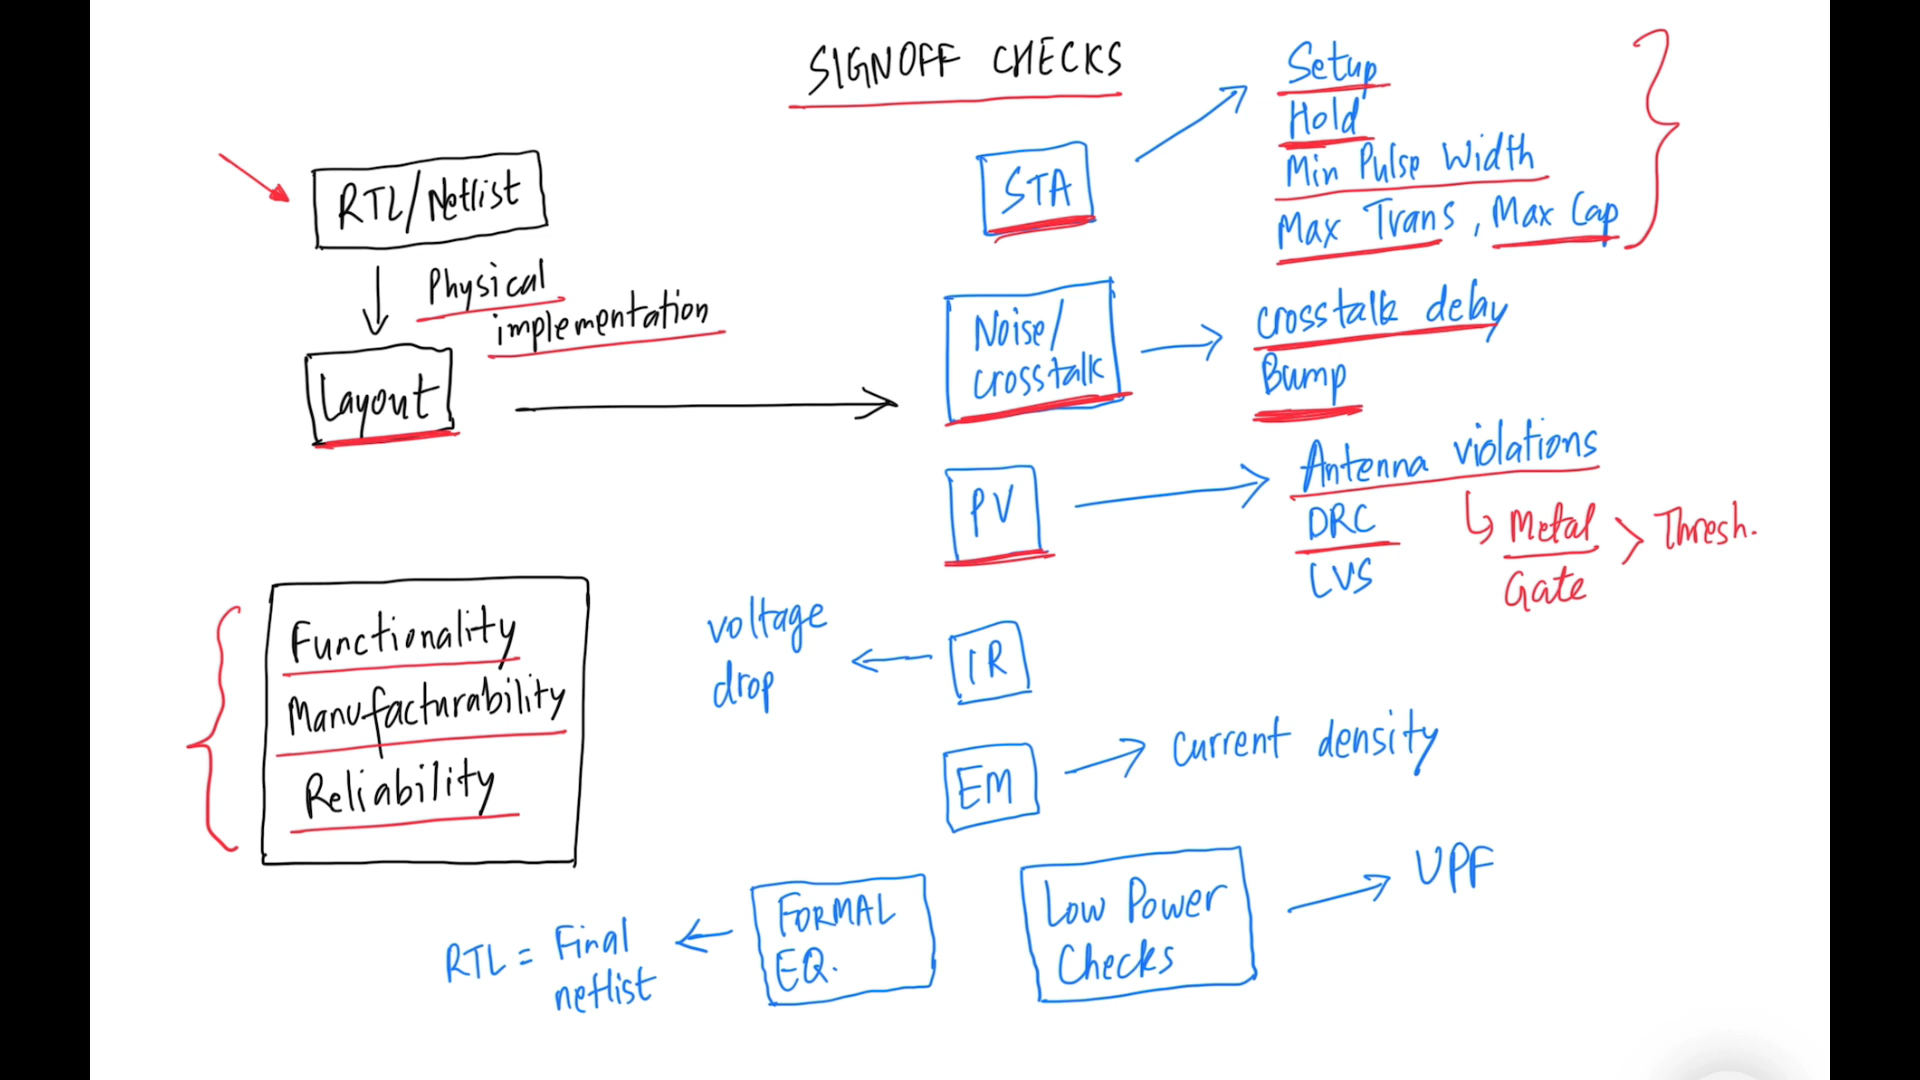 SIGNOFF CHECKS
RTL/Netlist
Physical
implementation
Layout
Functionality
Manufacturability
Reliability
STA
Setup
Hold
Min Pulse Width
Max Trans, Max Cap
Noise/
crosstalk
crosstalk delay
Bump
PV
Antenna violations
DRC
LVS
Metal
Gate
> Thresh.
IR
voltage
drop
EM
current density
FORMAL
EQ.
RTL = Final
netlist
Low Power
Checks
UPF